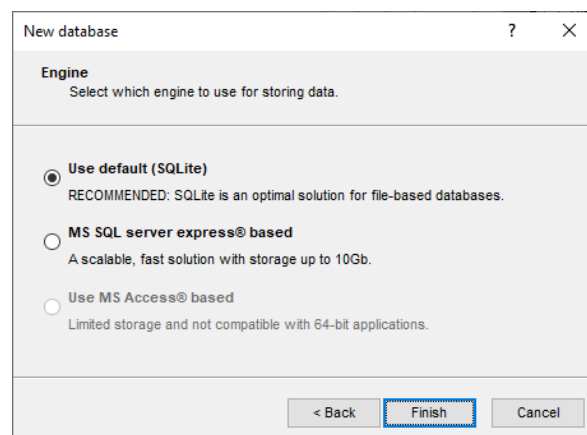 New database ?
Engine
Select which engine to use for storing data.
Use default (SQLite)
RECOMMENDED: SQLite is an optimal solution for file-based databases.
MS SQL server express® based
A scalable, fast solution with storage up to 10Gb.
Use MS Access® based
Limited storage and not compatible with 64-bit applications.
< Back Finish Cancel